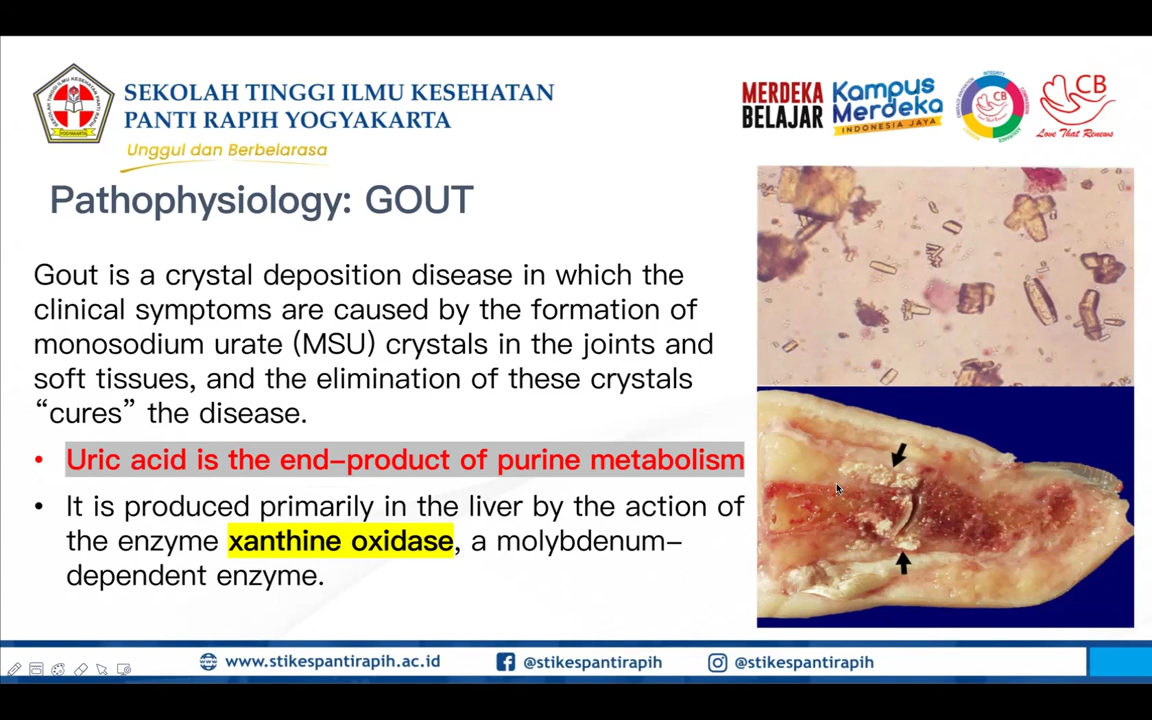 SEKOLAH TINGGI ILMU KESEHATAN
PANTI RAPIH YOGYAKARTA
Unggul dan Berbelarasa
MERDEKA
BELAJAR
Kampus
Merdeka
INDONESIA JAYA
CB
Love That Renews
Pathophysiology: GOUT
Gout is a crystal deposition disease in which the
clinical symptoms are caused by the formation of
monosodium urate (MSU) crystals in the joints and
soft tissues, and the elimination of these crystals
“cures” the disease.
• Uric acid is the end-product of purine metabolism
• It is produced primarily in the liver by the action of
the enzyme xanthine oxidase, a molybdenum-
dependent enzyme.
www.stikespantirapih.ac.id
@stikespantirapih
@stikespantirapih